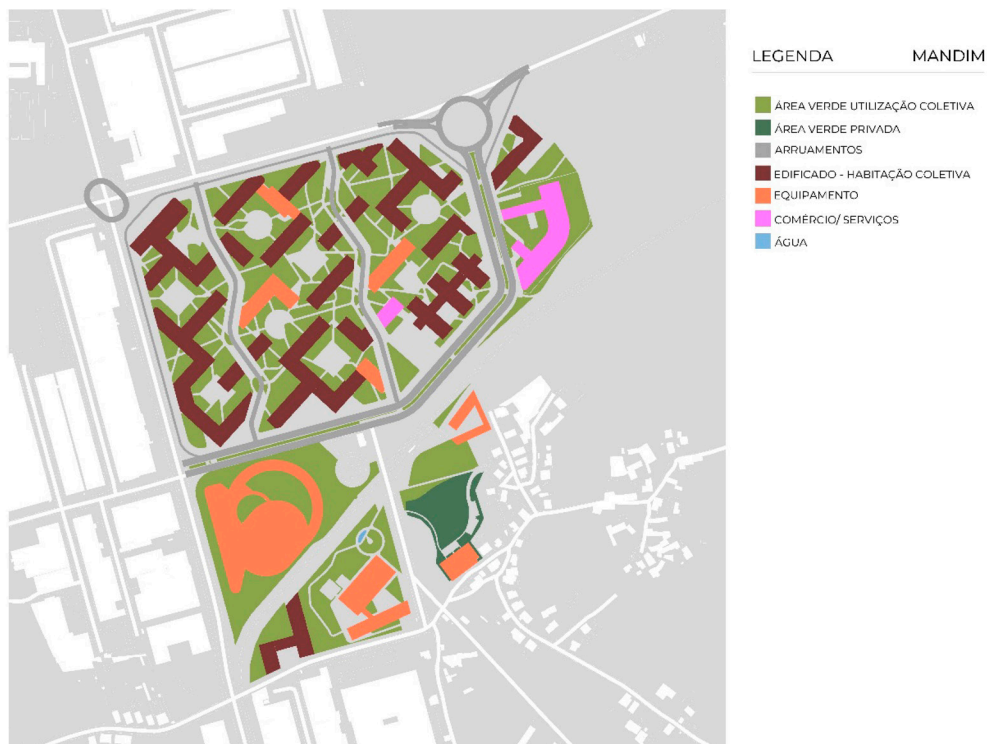 LEGENDA MANDIM
ÁREA VERDE UTILIZAÇÃO COLETIVA
ÁREA VERDE PRIVADA
ARRUAMENTOS
EDIFICADO - HABITAÇÃO COLETIVA
EQUIPAMENTO
COMÉRCIO/ SERVIÇOS
ÁGUA